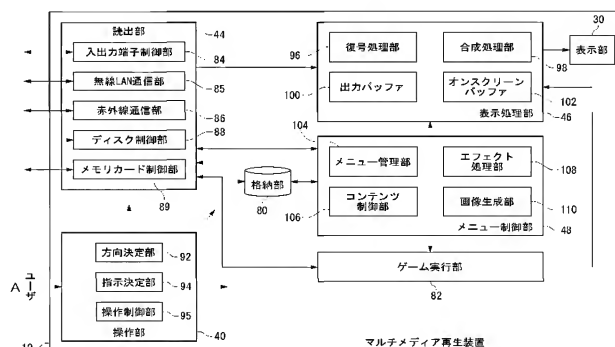 読出部
44
入出力端子制御部
84
無線LAN通信部
85
赤外線通信部
86
ディスク制御部
88
メモリカード制御部
89
96
復号処理部
合成処理部
98
100
出力バッファ
オンスクリーン
バッファ
102
表示処理部
46
30
表示部
104
メニュー管理部
エフェクト
処理部
108
106
コンテンツ
制御部
画像生成部
110
メニュー制御部
48
格納部
80
ゲーム実行部
82
A
ユーザ
方向決定部
92
指示決定部
94
操作制御部
95
操作部
40
マルチメディア再生装置